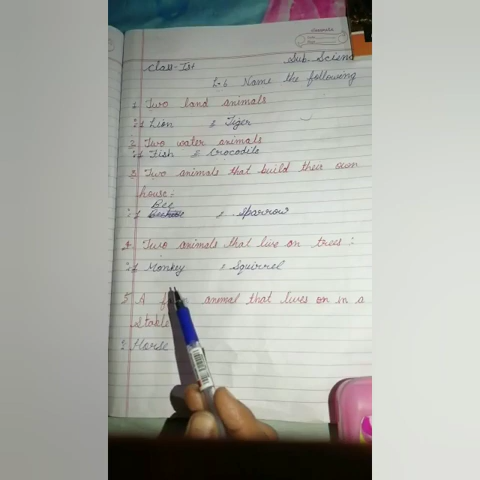 Class-Ist Sub-Scienc
L-6 Name the following
1 Two land animals
:-1 Lion 2 Tiger
2. Two water animals
:-1 Fish 2 Crocodile
3. Two animals that build their own
house:-
Bee
:-1 2 Sparrow
4. Two animals that live on trees:-
:-1 Monkey 2 Squirrel
5 A animal that lives on in a
Stable
1 Horse